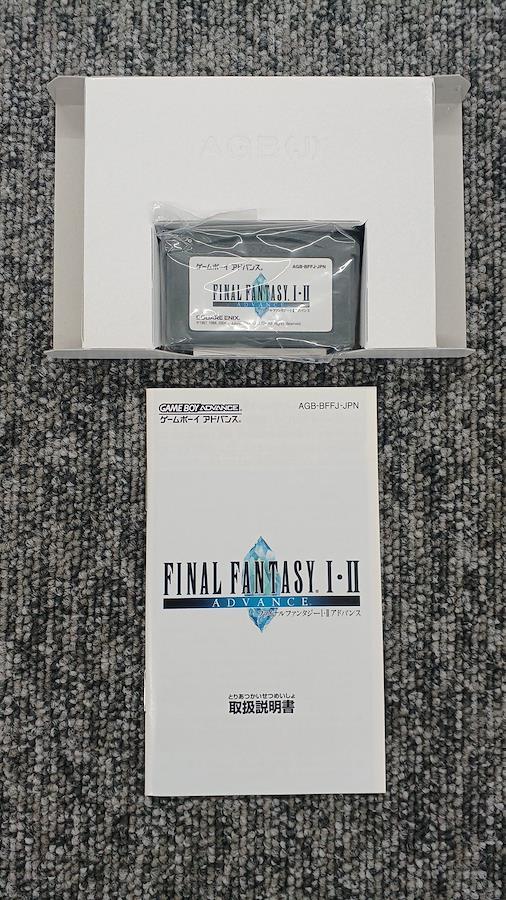 AGB(J)
ゲームボーイ アドバンス。
AGB-BFFJ-JPN
FINAL FANTASY. I・II
ADVANCE
SQUARE ENIX.
GAME BOY ADVANCE
AGB-BFFJ-JPN
ゲームボーイ アドバンス。
FINAL FANTASY. I・II
ADVANCE
ファイナルファンタジーI・II アドバンス
とりあつかいせつめいしょ
取扱説明書